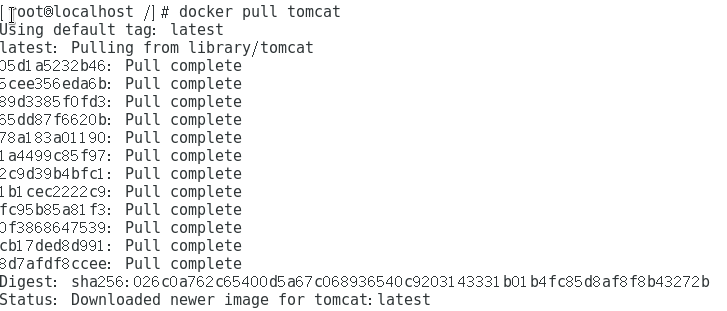 [root@localhost /]# docker pull tomcat
Using default tag: latest
latest: Pulling from library/tomcat
05d1a5232b46: Pull complete
5cee356eda6b: Pull complete
89d3385f0fd3: Pull complete
65dd87f6620b: Pull complete
78a183a01190: Pull complete
1a4499c85f97: Pull complete
2c9d39b4bfc1: Pull complete
1b1cec2222c9: Pull complete
fc95b85a81f3: Pull complete
0f3868647539: Pull complete
cb17ded8d991: Pull complete
8d7afdf8ccee: Pull complete
Digest: sha256:026c0a762c65400d5a67c068936540c9203143331b01b4fc85d8af8f8b43272b
Status: Downloaded newer image for tomcat:latest